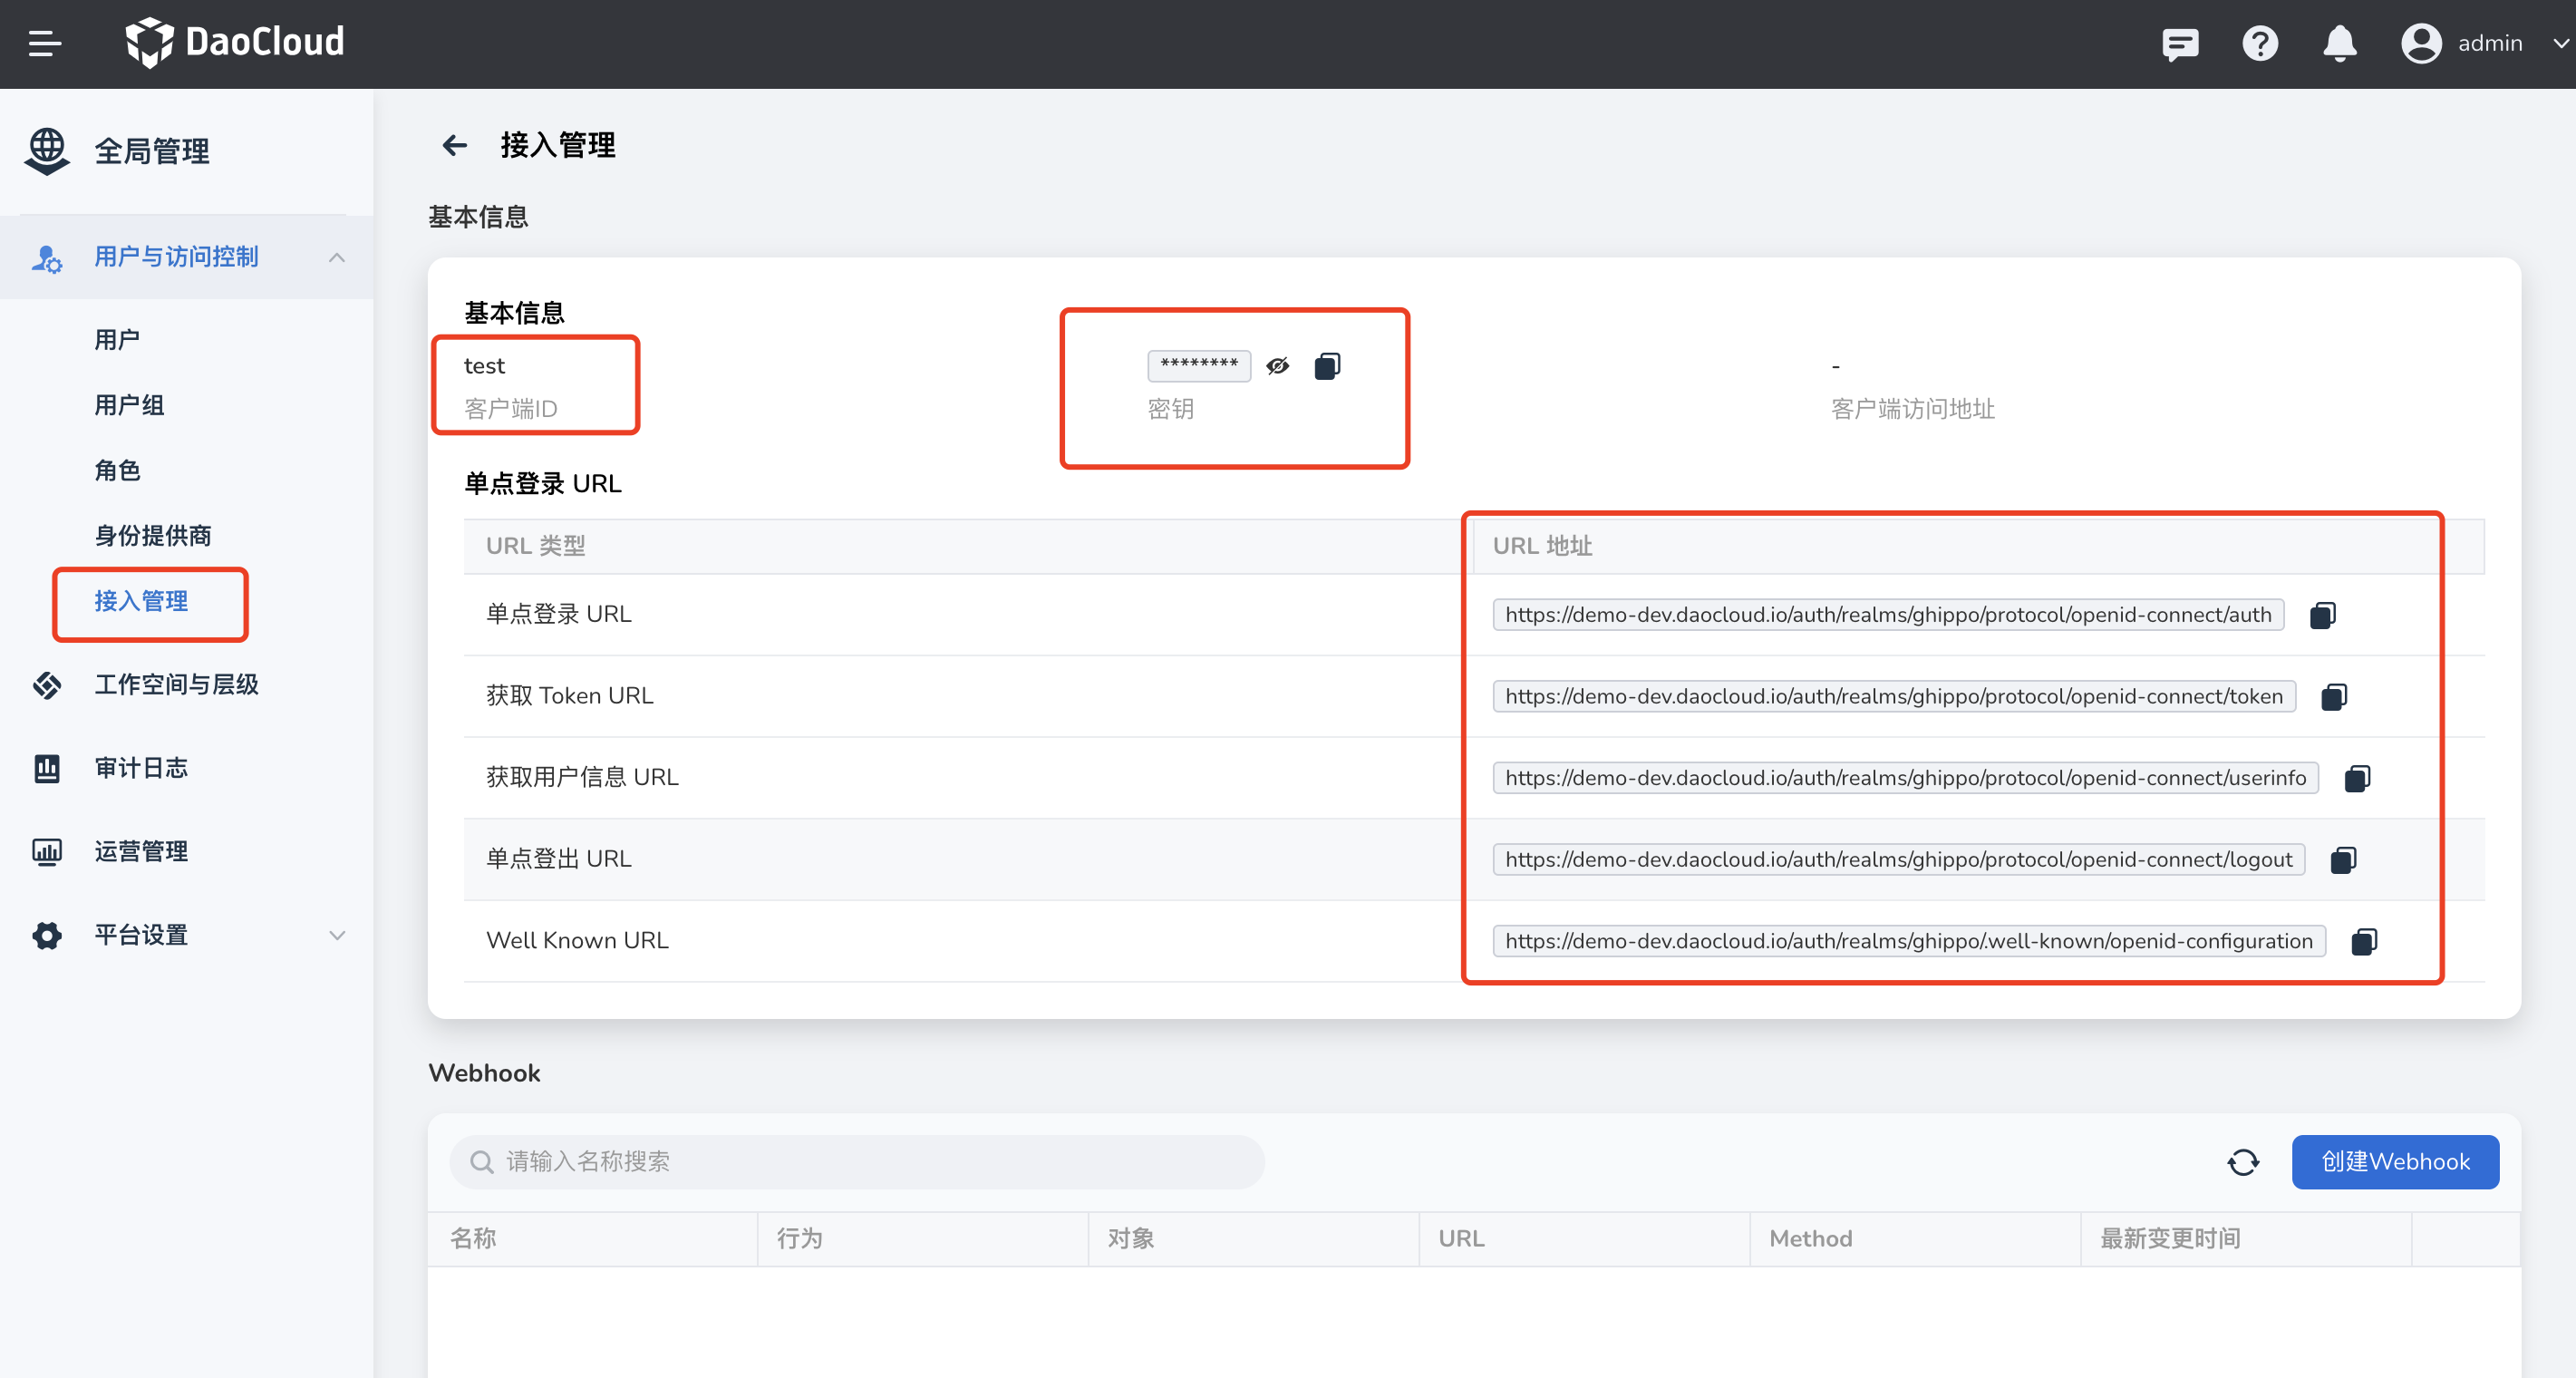 DaoCloud
admin
全局管理
用户与访问控制
用户
用户组
角色
身份提供商
接入管理
工作空间与层级
审计日志
运营管理
平台设置
接入管理
基本信息
基本信息
test
客户端ID
********
密钥
-
客户端访问地址
单点登录 URL
URL 类型 URL 地址
单点登录 URL https://demo-dev.daocloud.io/auth/realms/ghippo/protocol/openid-connect/auth
获取 Token URL https://demo-dev.daocloud.io/auth/realms/ghippo/protocol/openid-connect/token
获取用户信息 URL https://demo-dev.daocloud.io/auth/realms/ghippo/protocol/openid-connect/userinfo
单点登出 URL https://demo-dev.daocloud.io/auth/realms/ghippo/protocol/openid-connect/logout
Well Known URL https://demo-dev.daocloud.io/auth/realms/ghippo/.well-known/openid-configuration
Webhook
请输入名称搜索
创建Webhook
名称 行为 对象 URL Method 最新变更时间